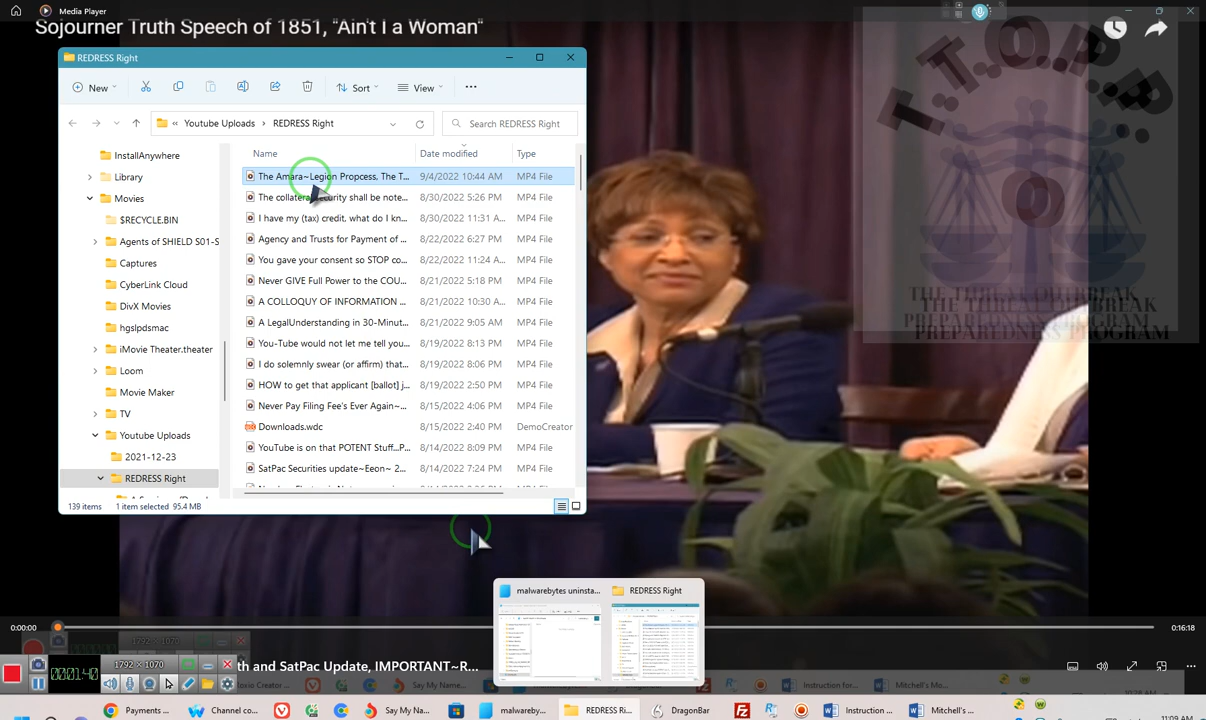 Media Player
Sojourner Truth Speech of 1851, "Ain't I a Woman"
REDRESS Right
New
Sort
View
Youtube Uploads
REDRESS Right
Search REDRESS Right
Name
Date modified
Type
InstallAnywhere
Library
Movies
$RECYCLE.BIN
Agents of SHIELD S01-S
Captures
CyberLink Cloud
DivX Movies
hgslpdsmac
iMovie Theater.theater
Loom
Movie Maker
TV
Youtube Uploads
2021-12-23
REDRESS Right
The Amara~Legion Propcess, The T... 9/4/2022 10:44 AM MP4 File
The collateral security shall be note... 8/30/2022 5:26 PM MP4 File
I have my (tax) credit, what do I kn... 8/30/2022 11:31 A... MP4 File
Agency and Trusts for Payment of ... 8/22/2022 6:27 PM MP4 File
You gave your consent so STOP co... 8/22/2022 11:24 A... MP4 File
Never GIVE Full Power to the COU... 8/21/2022 5:18 PM MP4 File
A COLLOQUY OF INFORMATION ... 8/21/2022 10:30 A... MP4 File
A LegalUnderstanding in 30-Minut... 8/21/2022 9:05 AM MP4 File
You-Tube would not let me tell you... 8/19/2022 8:13 PM MP4 File
I do solemnly swear (or affirm) that... 8/19/2022 8:06 PM MP4 File
HOW to get that applicant [ballot] j... 8/19/2022 2:50 PM MP4 File
Never Pay Filing Fee's Ever Again~... 8/15/2022 4:06 PM MP4 File
Downloads.wdc 8/15/2022 2:40 PM DemoCreator
YouTube is on that POTENT Stuff...P... 8/14/2022 8:09 PM MP4 File
SatPac Securities update~Eeon~ 2... 8/14/2022 7:24 PM MP4 File
139 items 1 item selected 95.4 MB
T..T..O..P..P..
THE THREAT OUTBREAK
PREPAREDNESS PROGRAM
malwarebytes uninsta...
REDRESS Right
0:00:00
0:16:18
th and SatPac Update, IMPORTANT~R...
00:01:40
1722 x 1070
Payments ...
Channel co...
Say My Na...
malwareby...
REDRESS Ri...
DragonBar
Instruction ...
Mitchell's ...
11:09 AM